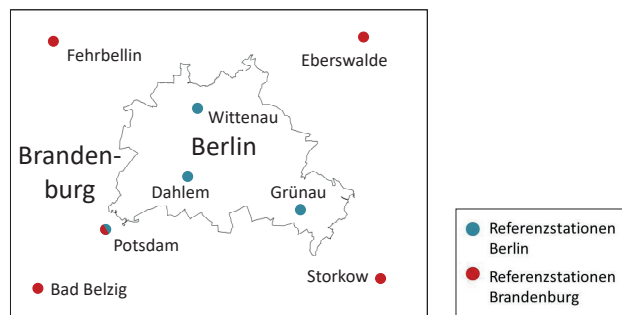 Fehrbellin
Eberswalde
Wittenau
Berlin
Branden-
burg
Dahlem
Grünau
Potsdam
Storkow
Bad Belzig
Referenzstationen
Berlin
Referenzstationen
Brandenburg